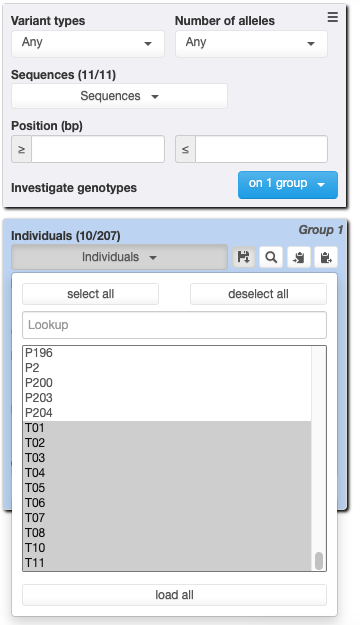 Variant types
Number of alleles
Any
Any
Sequences (11/11)
Sequences
Position (bp)
≥
≤
Investigate genotypes
on 1 group
Group 1
Individuals (10/207)
Individuals
select all
deselect all
Lookup
P196
P2
P200
P203
P204
T01
T02
T03
T04
T05
T06
T07
T08
T10
T11
load all